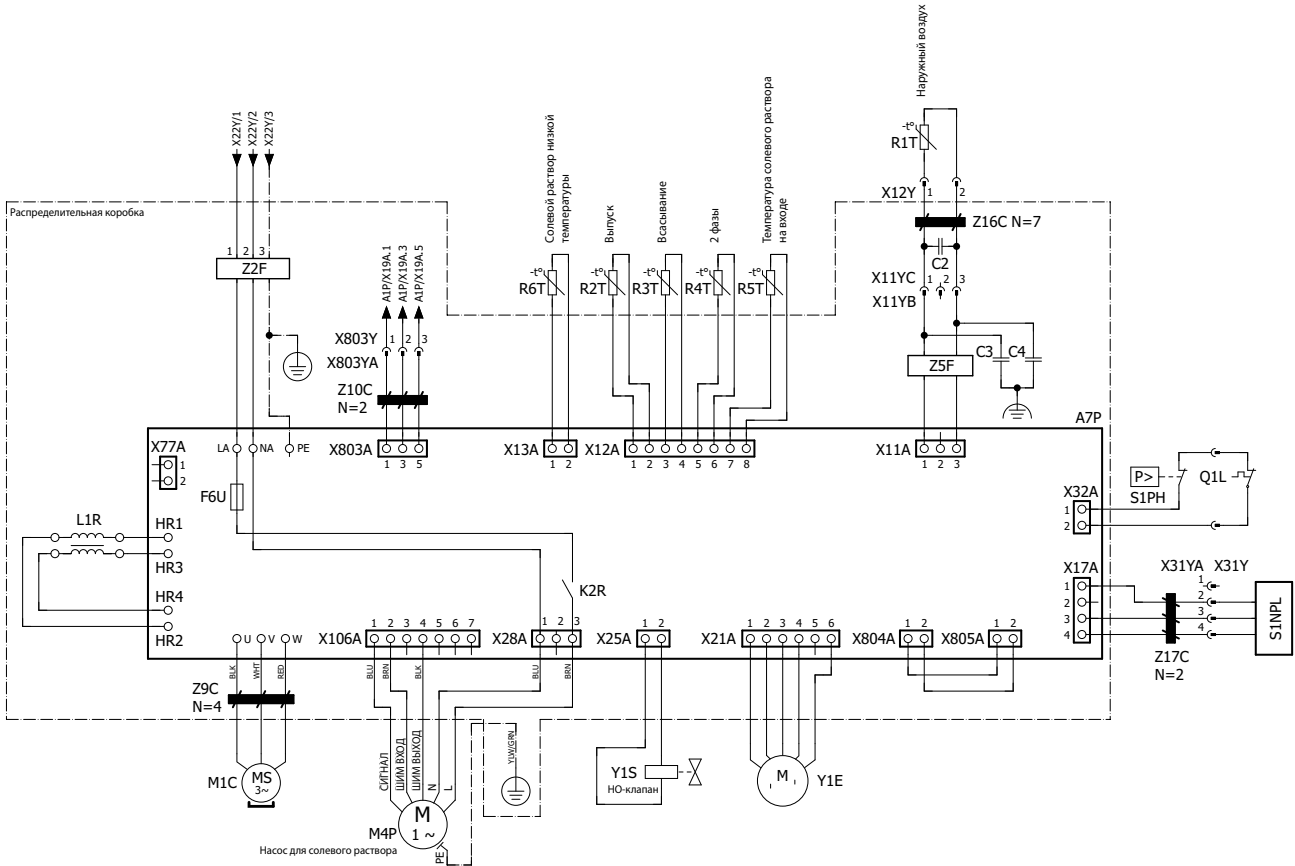 Наружный воздух
-t°
R1T
X22Y/1
X22Y/2
X22Y/3
Солевой раствор низкой
температуры
Выпуск
Всасывание
2 фазы
Температура солевого раствора
на входе
X12Y
1
2
Распределительная коробка
Z16C N=7
C2
1 2 3
Z2F
A1P/X19A.1
A1P/X19A.3
A1P/X19A.5
-t°
R6T
-t°
R2T
-t°
R3T
-t°
R4T
-t°
R5T
X11YC
1 2 3
X11YB
X803Y
1 2 3
X803YA
C3
C4
Z5F
Z10C
N=2
A7P
X77A
1
2
LA
NA
PE
X803A
1 3 5
X13A
1 2
X12A
1 2 3 4 5 6 7 8
X11A
1 2 3
P>
S1PH
Q1L
F6U
X32A
1
2
L1R
HR1
HR3
HR4
HR2
K2R
X17A
1
2
3
4
X31YA
X31Y
1
2
3
4
S1NPL
Z17C
N=2
U
V
W
X106A
1 2 3 4 5 6 7
X28A
1 2 3
X25A
1 2
X21A
1 2 3 4 5 6
X804A
1 2
X805A
1 2
BLK
WHT
RED
BLU
BRN
BLK
BLU
BRN
Z9C
N=4
M1C
MS
3~
СИГНАЛ
ШИМ ВХОД
ШИМ ВЫХОД
N
L
YLW/GRN
Y1S
НО-клапан
M
Y1E
M4P
M
1 ~
PE
Насос для солевого раствора